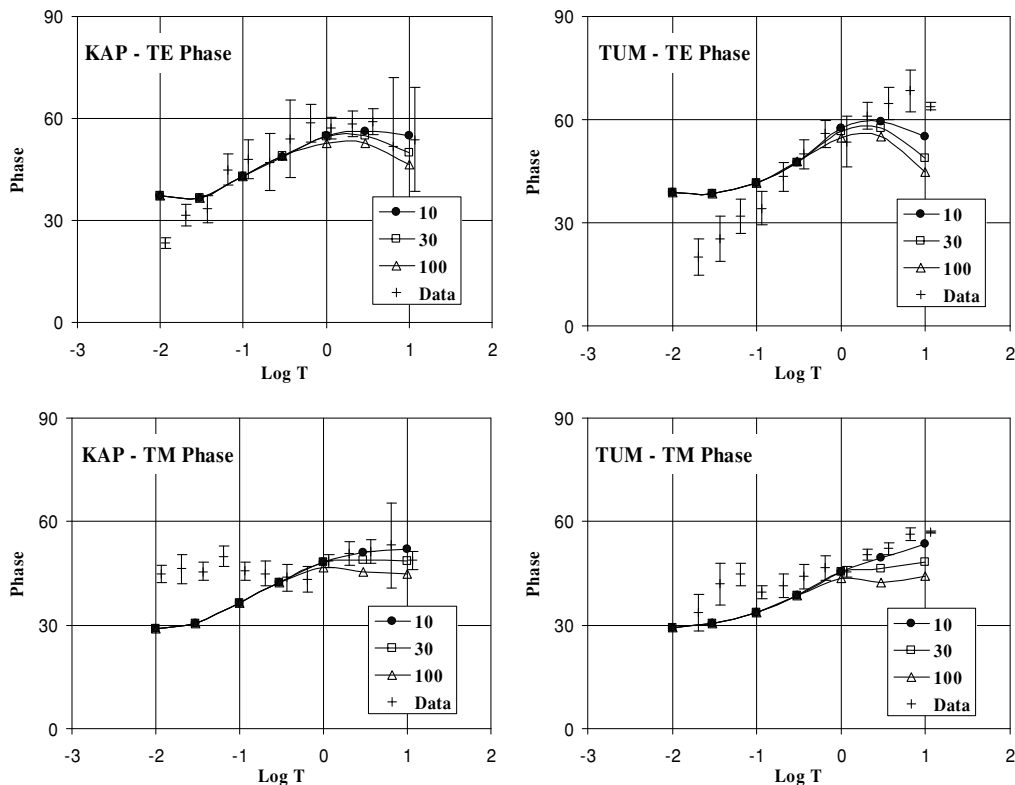 KAP - TE Phase
90
60
30
0
Phase
-3 -2 -1 0 1 2
Log T
10
30
100
Data
TUM - TE Phase
90
60
30
0
Phase
-3 -2 -1 0 1 2
Log T
10
30
100
Data
KAP - TM Phase
90
60
30
0
Phase
-3 -2 -1 0 1 2
Log T
10
30
100
Data
TUM - TM Phase
90
60
30
0
Phase
-3 -2 -1 0 1 2
Log T
10
30
100
Data